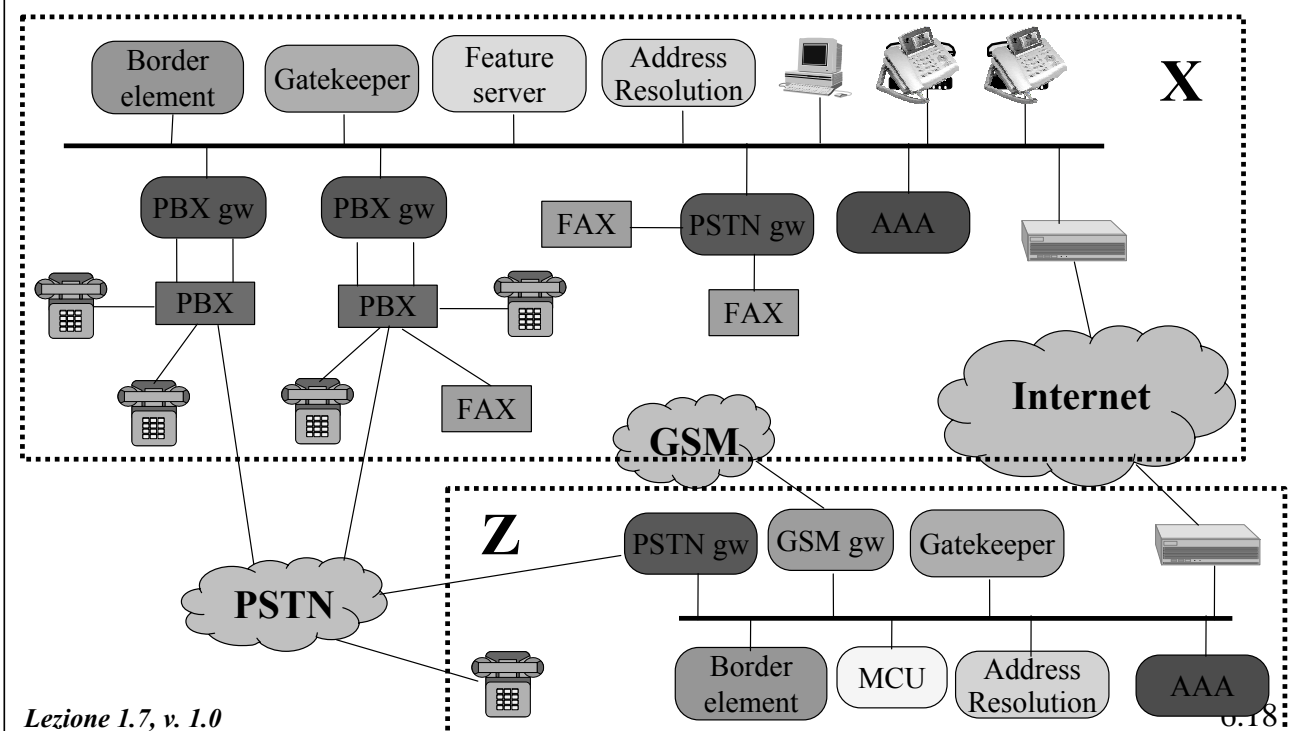 Border
element
Gatekeeper
Feature
server
Address
Resolution
X
PBX gw
PBX gw
FAX
PSTN gw
AAA
PBX
PBX
FAX
FAX
Internet
GSM
Z
PSTN gw
GSM gw
Gatekeeper
PSTN
Border
element
MCU
Address
Resolution
AAA
Lezione 1.7, v. 1.0
6.18